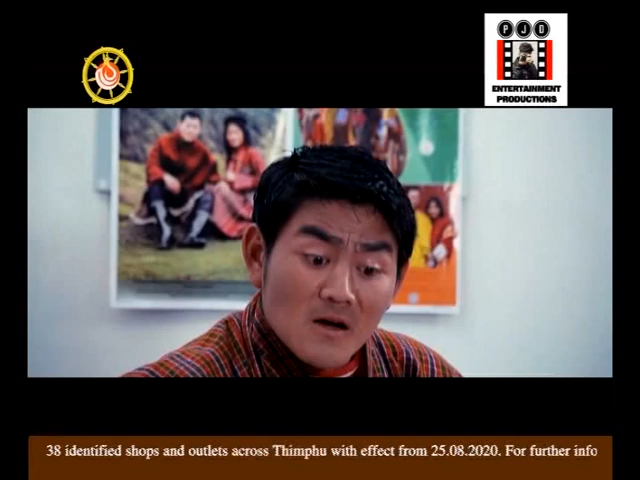 PJD
ENTERTAINMENT
PRODUCTIONS
38 identified shops and outlets across Thimphu with effect from 25.08.2020. For further info